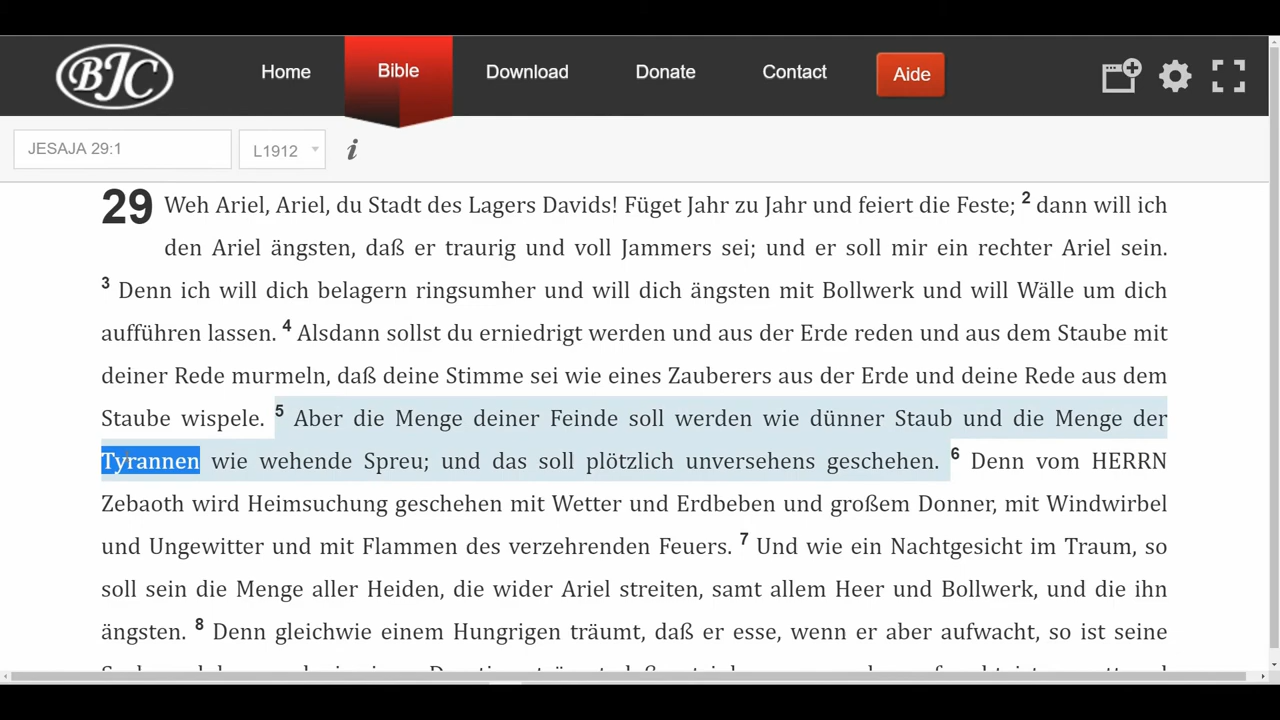 BJC
Home Bible Download Donate Contact Aide
JESAJA 29:1 L1912 i
29 Weh Ariel, Ariel, du Stadt des Lagers Davids! Füget Jahr zu Jahr und feiert die Feste; 2 dann will ich
den Ariel ängsten, daß er traurig und voll Jammers sei; und er soll mir ein rechter Ariel sein.
3 Denn ich will dich belagern ringsumher und will dich ängsten mit Bollwerk und will Wälle um dich
aufführen lassen. 4 Alsdann sollst du erniedrigt werden und aus der Erde reden und aus dem Staube mit
deiner Rede murmeln, daß deine Stimme sei wie eines Zauberers aus der Erde und deine Rede aus dem
Staube wispele. 5 Aber die Menge deiner Feinde soll werden wie dünner Staub und die Menge der
Tyrannen wie wehende Spreu; und das soll plötzlich unversehens geschehen. 6 Denn vom HERRN
Zebaoth wird Heimsuchung geschehen mit Wetter und Erdbeben und großem Donner, mit Windwirbel
und Ungewitter und mit Flammen des verzehrenden Feuers. 7 Und wie ein Nachtgesicht im Traum, so
soll sein die Menge aller Heiden, die wider Ariel streiten, samt allem Heer und Bollwerk, und die ihn
ängsten. 8 Denn gleichwie einem Hungrigen träumt, daß er esse, wenn er aber aufwacht, so ist seine